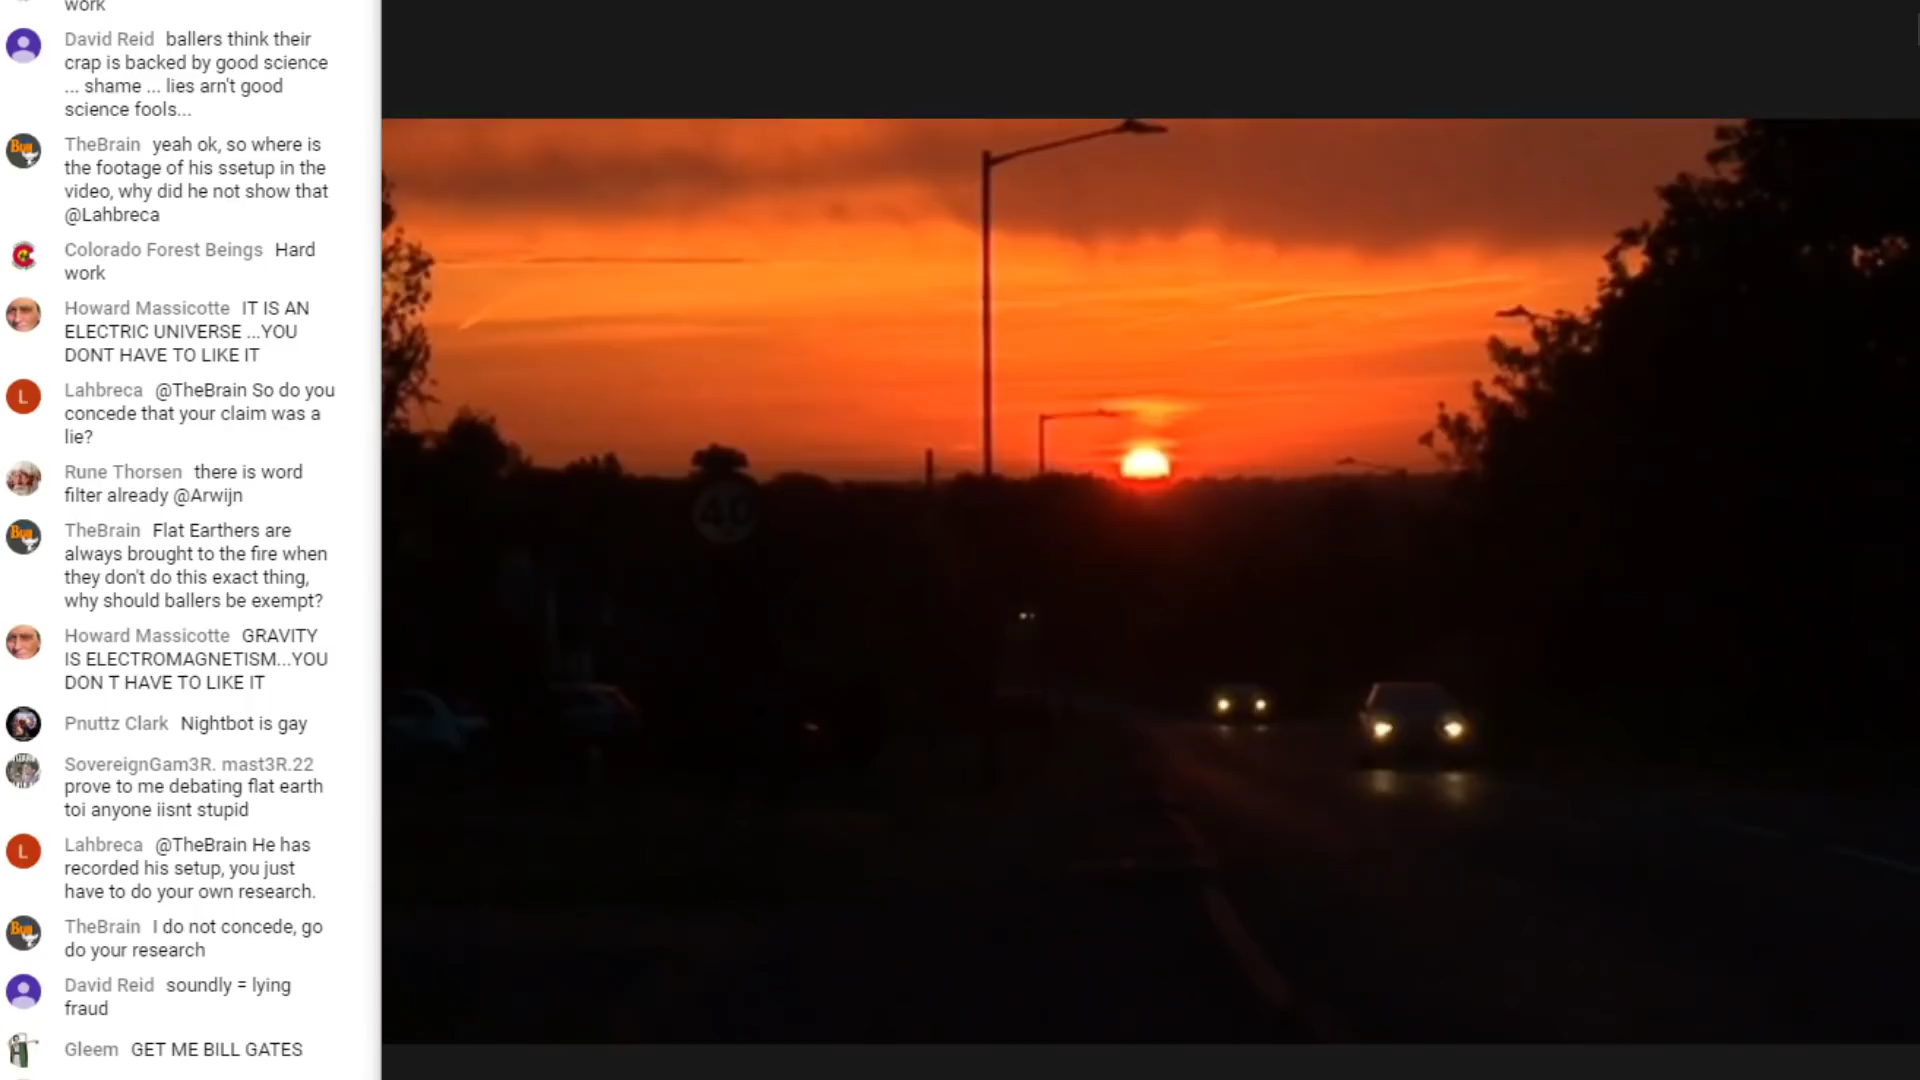 work
David Reid ballers think their
crap is backed by good science
... shame ... lies arn't good
science fools...
TheBrain yeah ok, so where is
the footage of his ssetup in the
video, why did he not show that
@Lahbreca
Colorado Forest Beings Hard
work
Howard Massicotte IT IS AN
ELECTRIC UNIVERSE ...YOU
DONT HAVE TO LIKE IT
L
Lahbreca @TheBrain So do you
concede that your claim was a
lie?
Rune Thorsen there is word
filter already @Arwijn
TheBrain Flat Earthers are
always brought to the fire when
they don't do this exact thing,
why should ballers be exempt?
Howard Massicotte GRAVITY
IS ELECTROMAGNETISM...YOU
DON T HAVE TO LIKE IT
Pnuttz Clark Nightbot is gay
SovereignGam3R. mast3R.22
prove to me debating flat earth
toi anyone iisnt stupid
L
Lahbreca @TheBrain He has
recorded his setup, you just
have to do your own research.
TheBrain I do not concede, go
do your research
David Reid soundly = lying
fraud
Gleem GET ME BILL GATES
40